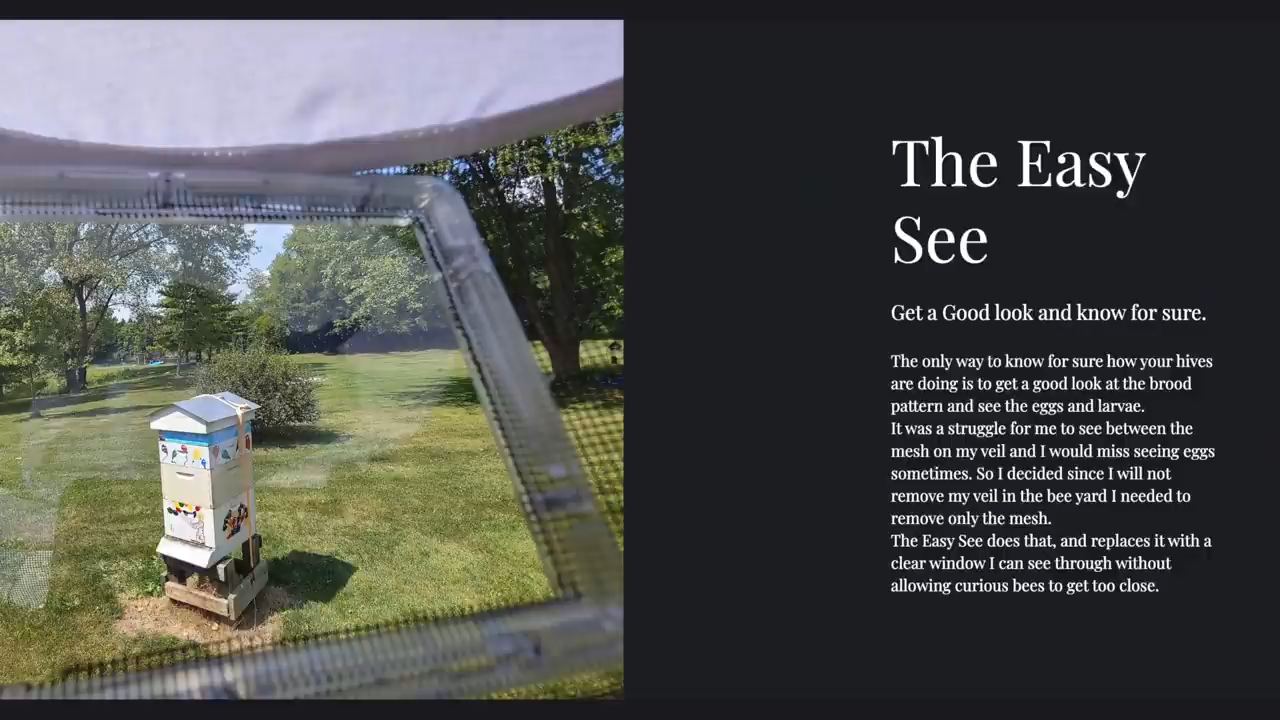 The Easy
See
Get a Good look and know for sure.
The only way to know for sure how your hives
are doing is to get a good look at the brood
pattern and see the eggs and larvae.
It was a struggle for me to see between the
mesh on my veil and I would miss seeing eggs
sometimes. So I decided since I will not
remove my veil in the bee yard I needed to
remove only the mesh.
The Easy See does that, and replaces it with a
clear window I can see through without
allowing curious bees to get too close.